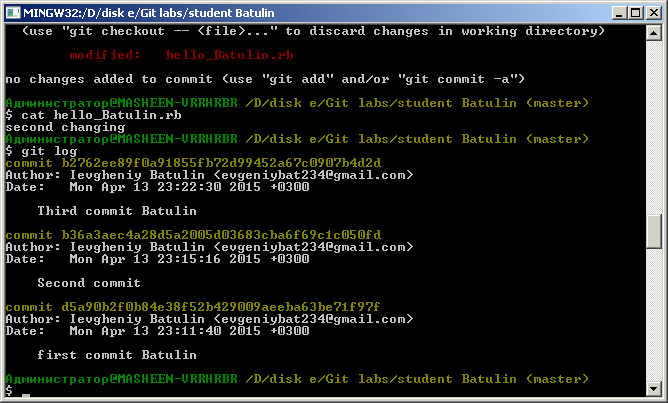 MINGW32:/D/disk e/Git labs/student Batulin
(use "git checkout -- <file>..." to discard changes in working directory)
modified:   hello_Batulin.rb
no changes added to commit (use "git add" and/or "git commit -a")
Администратор@MASHEEN-VRRHRBR /D/disk e/Git labs/student Batulin (master)
$ cat hello_Batulin.rb
second changing
Администратор@MASHEEN-VRRHRBR /D/disk e/Git labs/student Batulin (master)
$ git log
commit b2762ee89f0a91855fb72d99452a67c0907b4d2d
Author: Ievgheniy Batulin <evgeniybat234@gmail.com>
Date:   Mon Apr 13 23:22:30 2015 +0300
Third commit Batulin
commit b36a3aec4a28d5a2005d03683cba6f69c1c050fd
Author: Ievgheniy Batulin <evgeniybat234@gmail.com>
Date:   Mon Apr 13 23:15:16 2015 +0300
Second commit
commit d5a90b2f0b84e38f52b429009aeeba63be71f97f
Author: Ievgheniy Batulin <evgeniybat234@gmail.com>
Date:   Mon Apr 13 23:11:40 2015 +0300
first commit Batulin
Администратор@MASHEEN-VRRHRBR /D/disk e/Git labs/student Batulin (master)
$